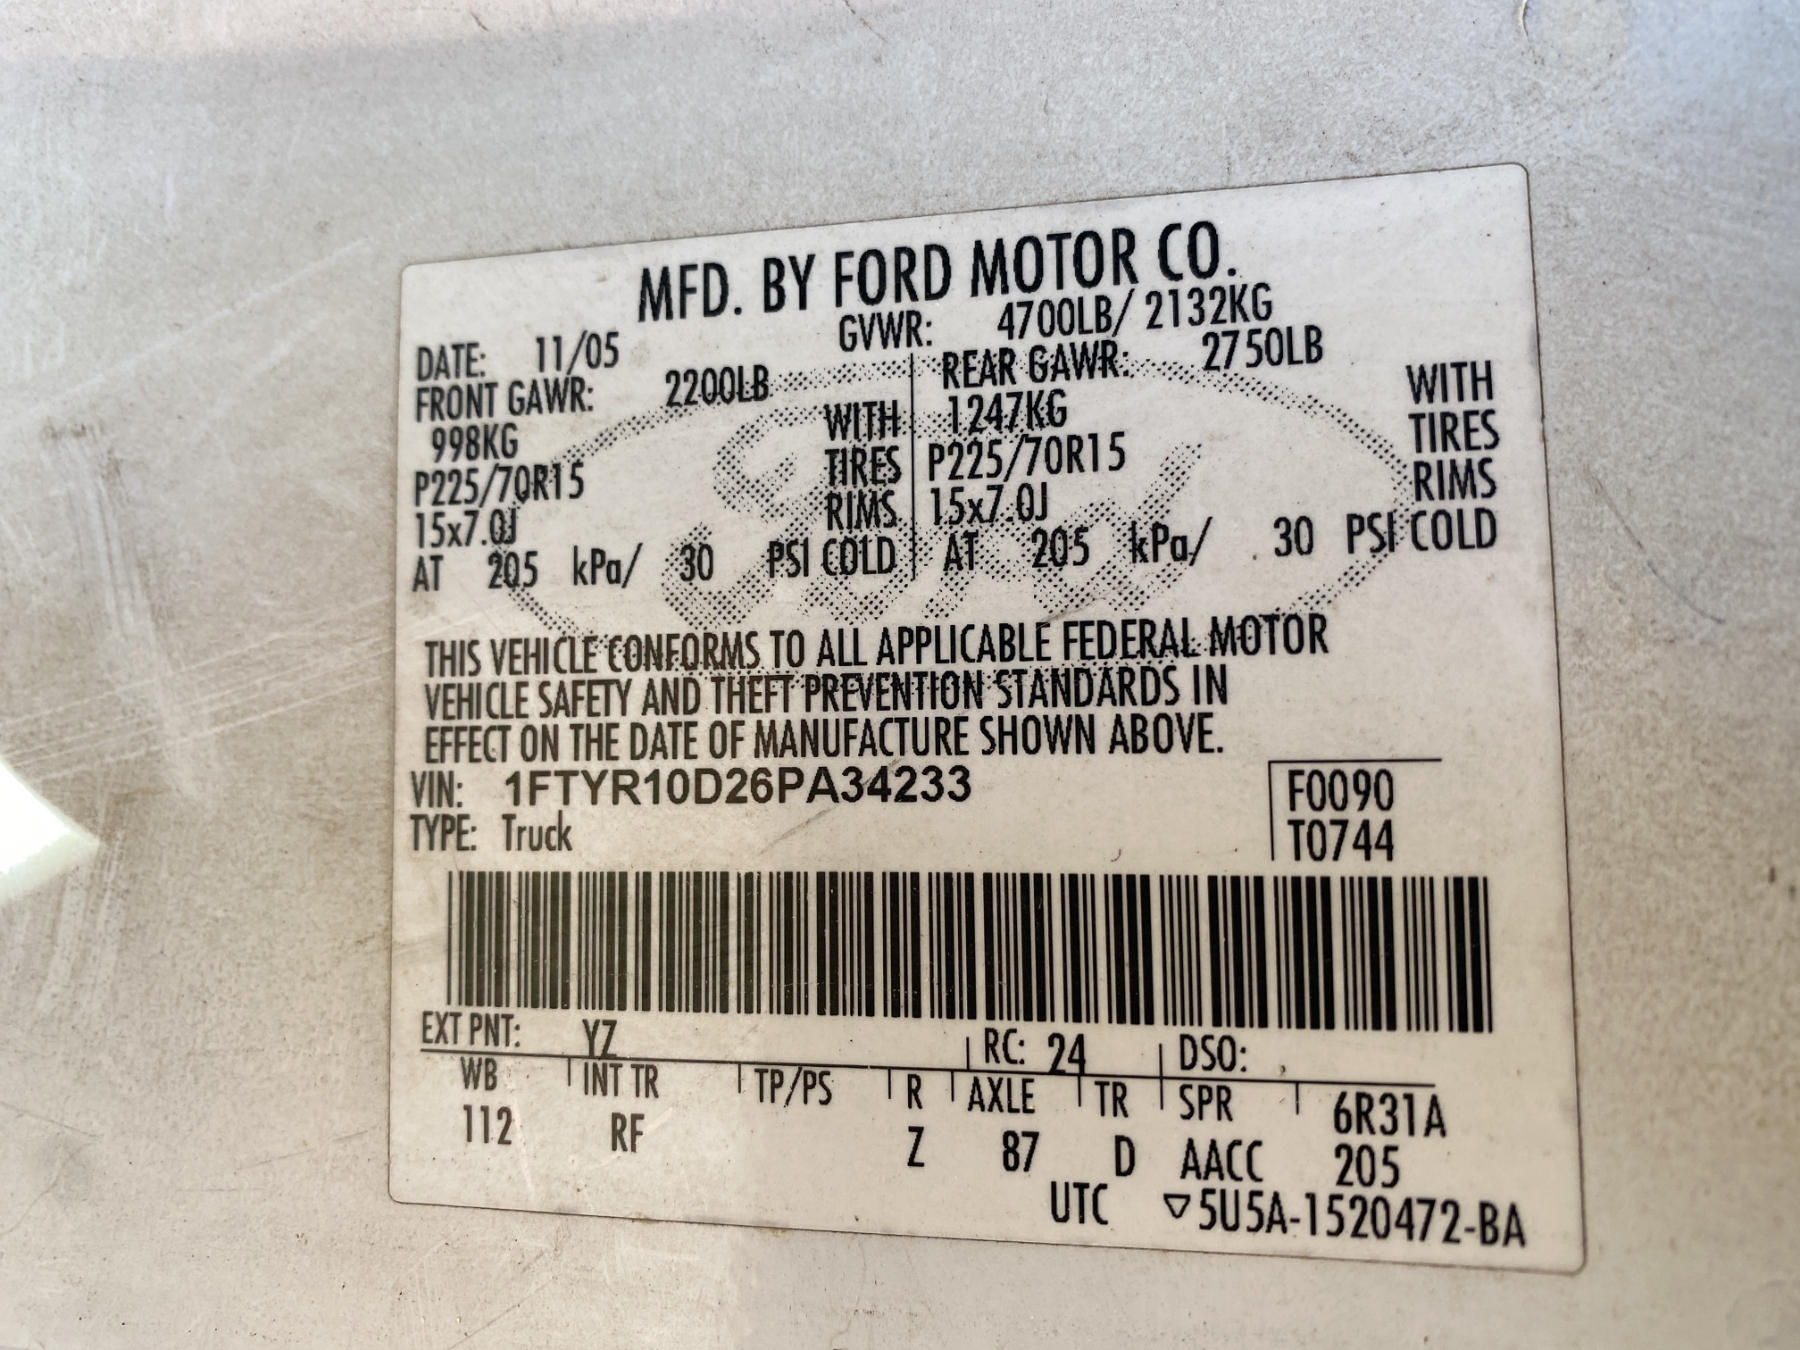 MFD. BY FORD MOTOR CO.
DATE: 11/05 GVWR: 4700LB/ 2132KG
FRONT GAWR: 2200LB REAR GAWR: 2750LB
998KG WITH 1247KG WITH
P225/70R15 TIRES P225/70R15 TIRES
15x7.0J RIMS 15x7.0J RIMS
AT 205 kPa/ 30 PSI COLD AT 205 kPa/ 30 PSI COLD
Ford
THIS VEHICLE CONFORMS TO ALL APPLICABLE FEDERAL MOTOR
VEHICLE SAFETY AND THEFT PREVENTION STANDARDS IN
EFFECT ON THE DATE OF MANUFACTURE SHOWN ABOVE.
VIN: 1FTYR10D26PA34233 F0090
TYPE: Truck T0744
EXT PNT: YZ RC: 24 DSO:
WB INT TR TP/PS R AXLE TR SPR 6R31A
112 RF Z 87 D AACC 205
UTC ▽5U5A-1520472-BA